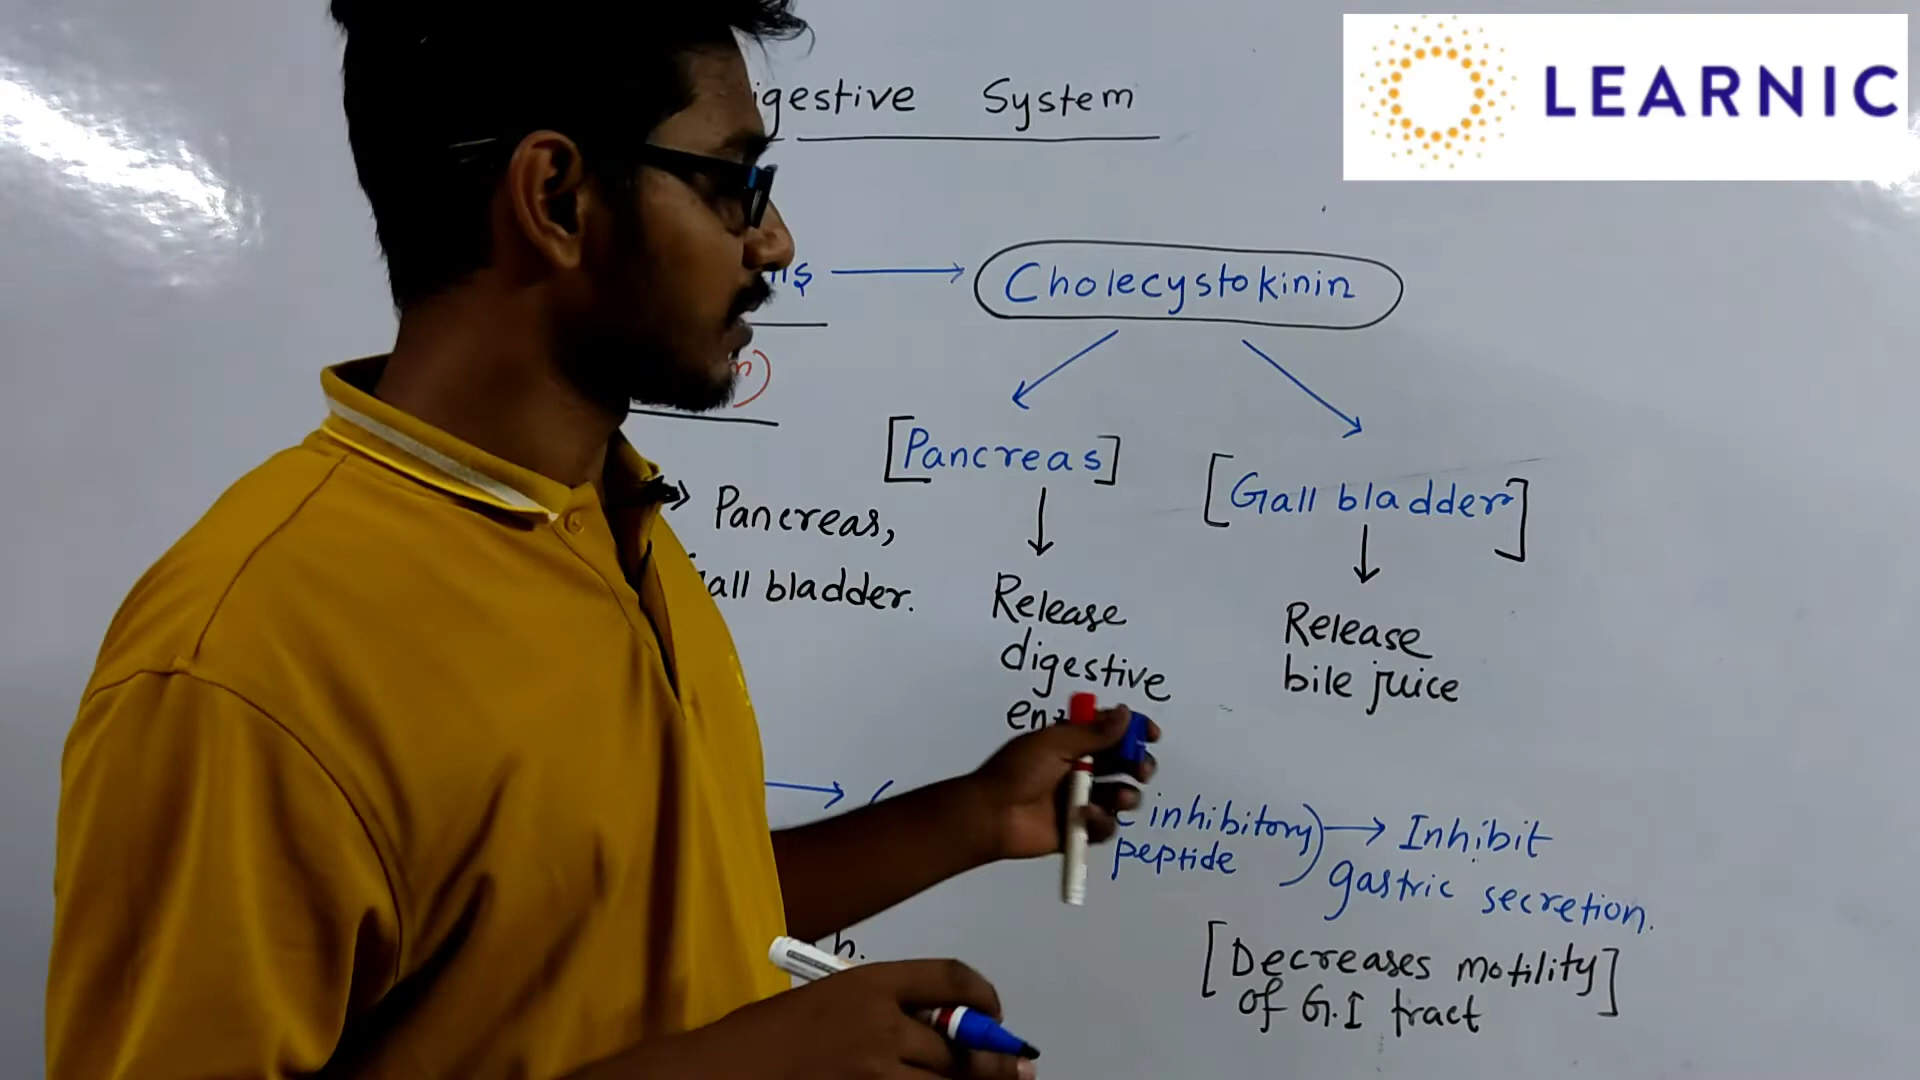 LEARNIC
igestive System
Cholecystokinin
[Pancreas]
[Gall bladder]
Pancreas,
all bladder.
Release
digestive
Release
bile juice
inhibitory
peptide
Inhibit
gastric secretion.
[Decreases motility
of G.I tract]